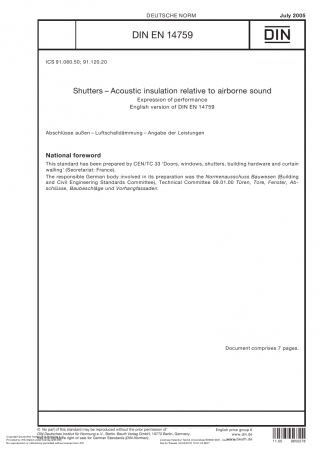 DEUTSCHE NORM
July 2005
DIN EN 14759
DIN
ICS 91.060.50; 91.120.20
Shutters – Acoustic insulation relative to airborne sound
Expression of performance
English version of DIN EN 14759
Abschlüsse außen – Luftschalldämmung – Angabe der Leistungen
National foreword
This standard has been prepared by CEN/TC 33 'Doors, windows, shutters, building hardware and curtain
walling' (Secretariat: France).
The responsible German body involved in its preparation was the Normenausschuss Bauwesen (Building
and Civil Engineering Standards Committee), Technical Committee 09.01.00 Türen, Tore, Fenster, Ab-
schlüsse, Baubeschläge und Vorhangfassaden.
Document comprises 7 pages.
© No part of this standard may be reproduced without the prior permission of
DIN Deutsches Institut für Normung e. V., Berlin. Beuth Verlag GmbH, 10772 Berlin, Germany,
has the exclusive right of sale for German Standards (DIN-Normen).
English price group 6
www.din.de
www.beuth.de